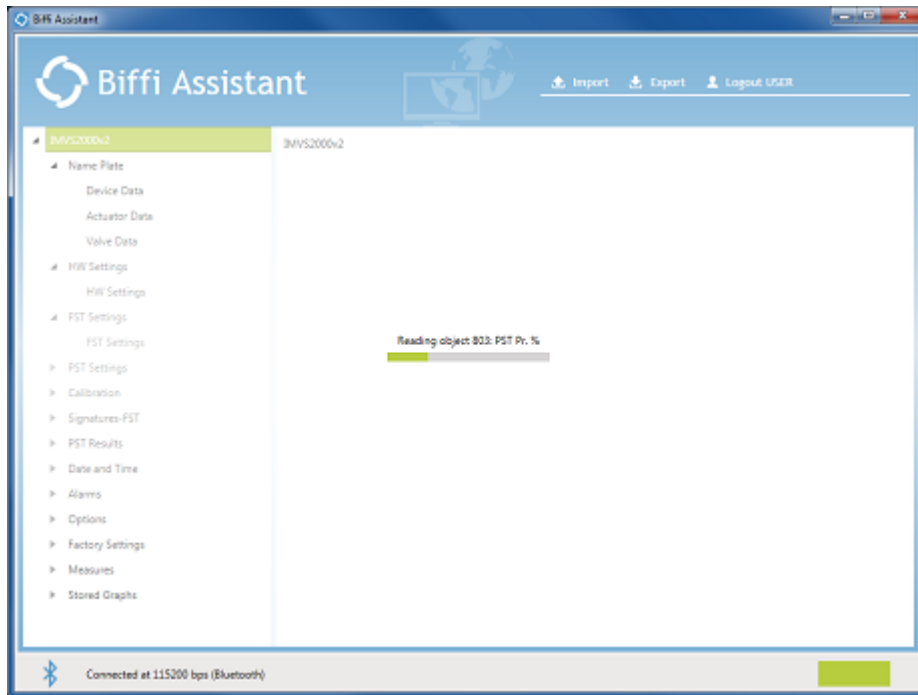 Biffi Assistant
Biffi Assistant
Import Export Logout USER
IMVS2000v2
IMVS2000v2
Name Plate
Device Data
Actuator Data
Valve Data
HW Settings
HW Settings
FST Settings
FST Settings
Reading object 803: PST Pr. %
PST Settings
Calibration
Signatures-FST
PST Results
Date and Time
Alarms
Options
Factory Settings
Measures
Stored Graphs
Connected at 115200 bps (Bluetooth)